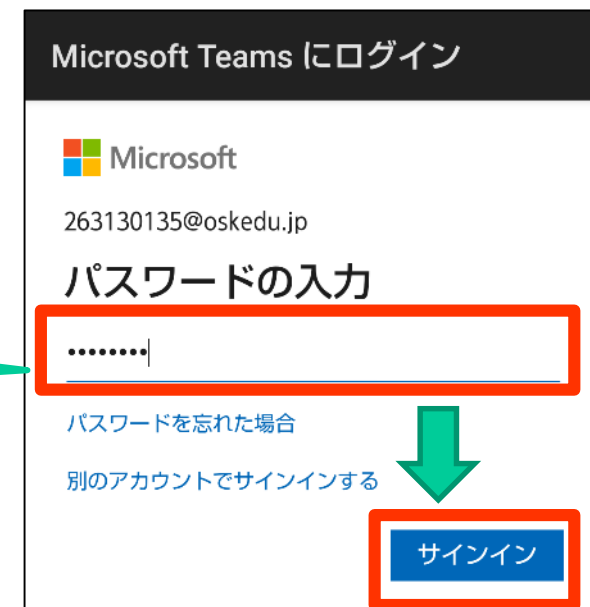 Microsoft Teams にログイン
Microsoft
263130135@oskedu.jp
パスワードの入力
••••••••
パスワードを忘れた場合
別のアカウントでサインインする
サインイン